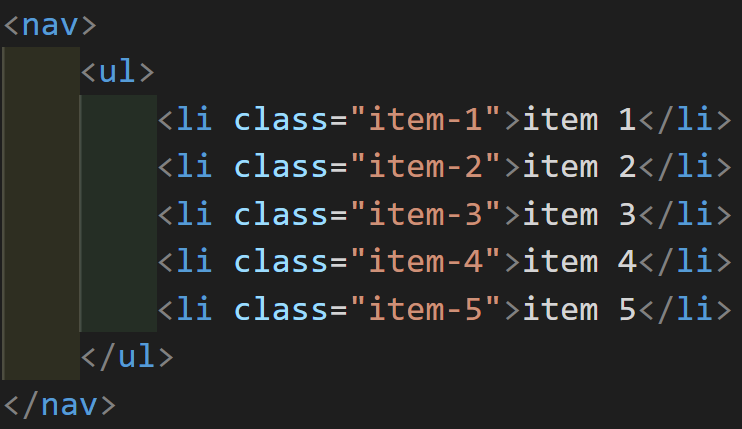 <nav>
    <ul>
        <li class="item-1">item 1</li>
        <li class="item-2">item 2</li>
        <li class="item-3">item 3</li>
        <li class="item-4">item 4</li>
        <li class="item-5">item 5</li>
    </ul>
</nav>